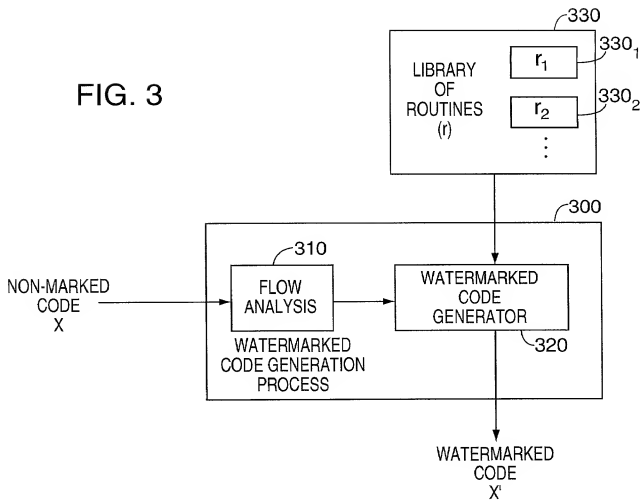 FIG. 3
330
LIBRARY
OF
ROUTINES
(r)
r1
3301
r2
3302
300
310
NON-MARKED
CODE
X
FLOW
ANALYSIS
WATERMARKED
CODE GENERATION
PROCESS
WATERMARKED
CODE
GENERATOR
320
WATERMARKED
CODE
X'